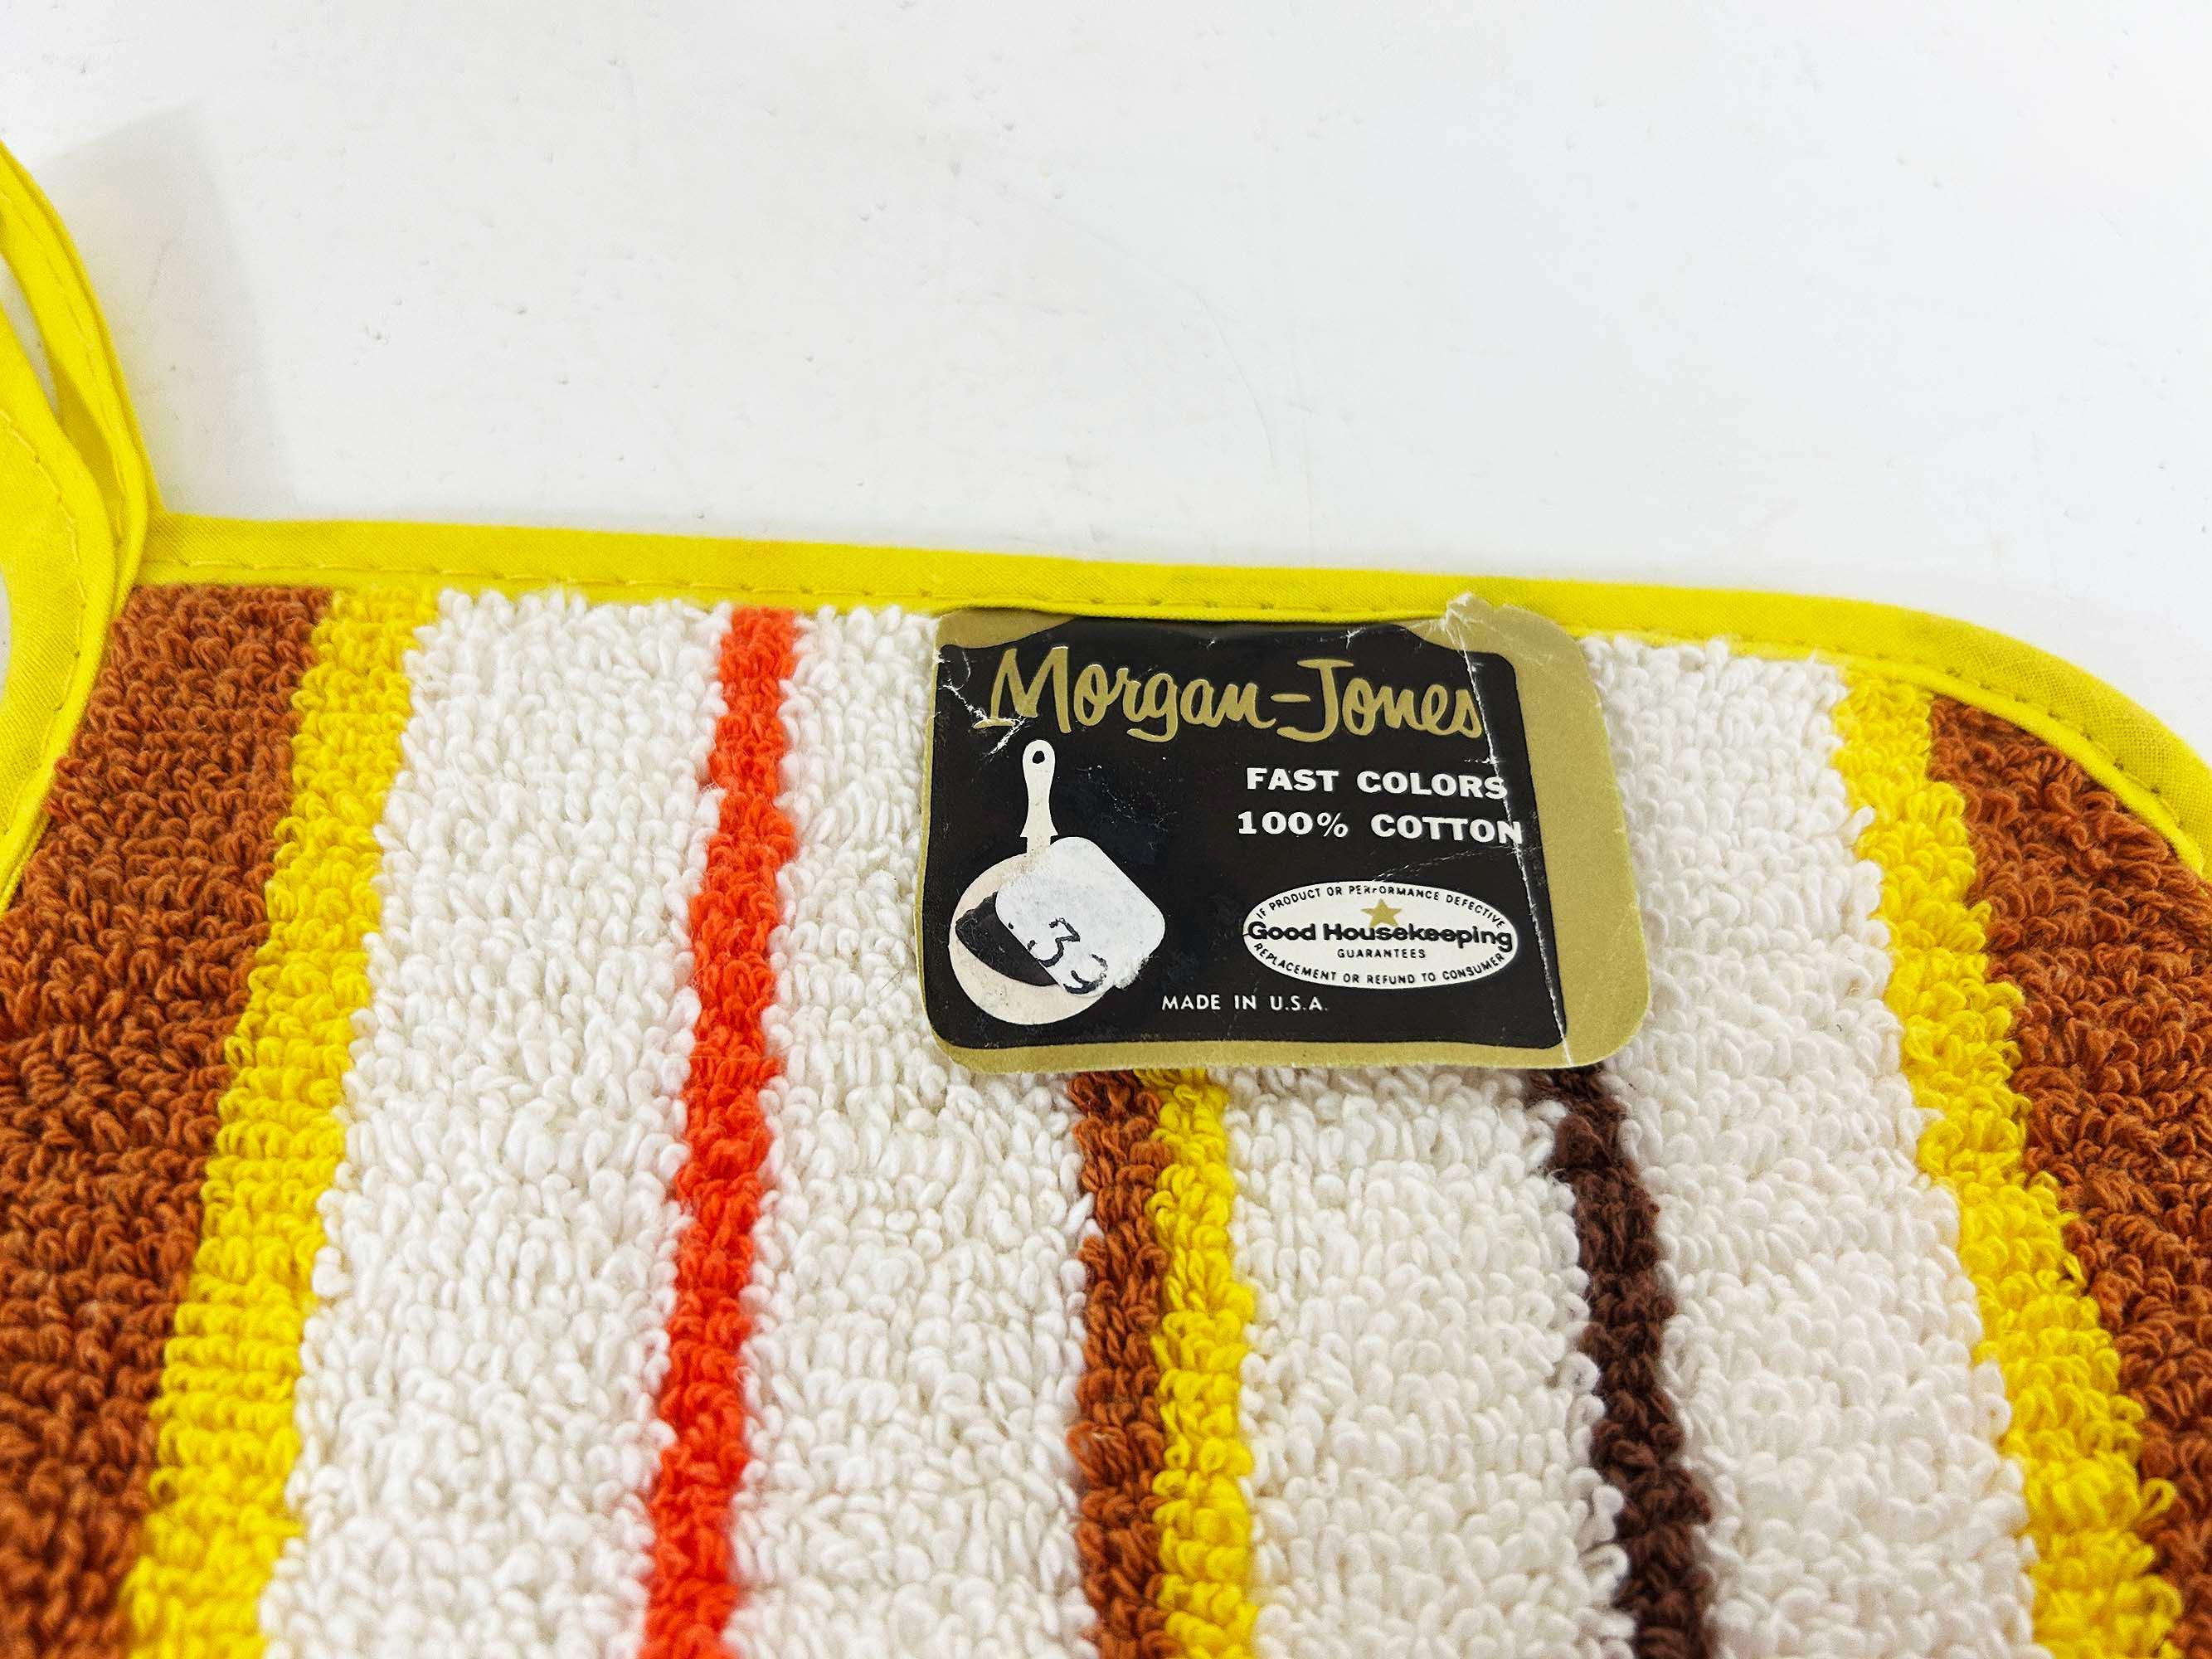 Morgan-Jones
FAST COLORS
100% COTTON
IF PRODUCT OR PERFORMANCE DEFECTIVE
Good Housekeeping
GUARANTEES
REPLACEMENT OR REFUND TO CONSUMER
MADE IN U.S.A.